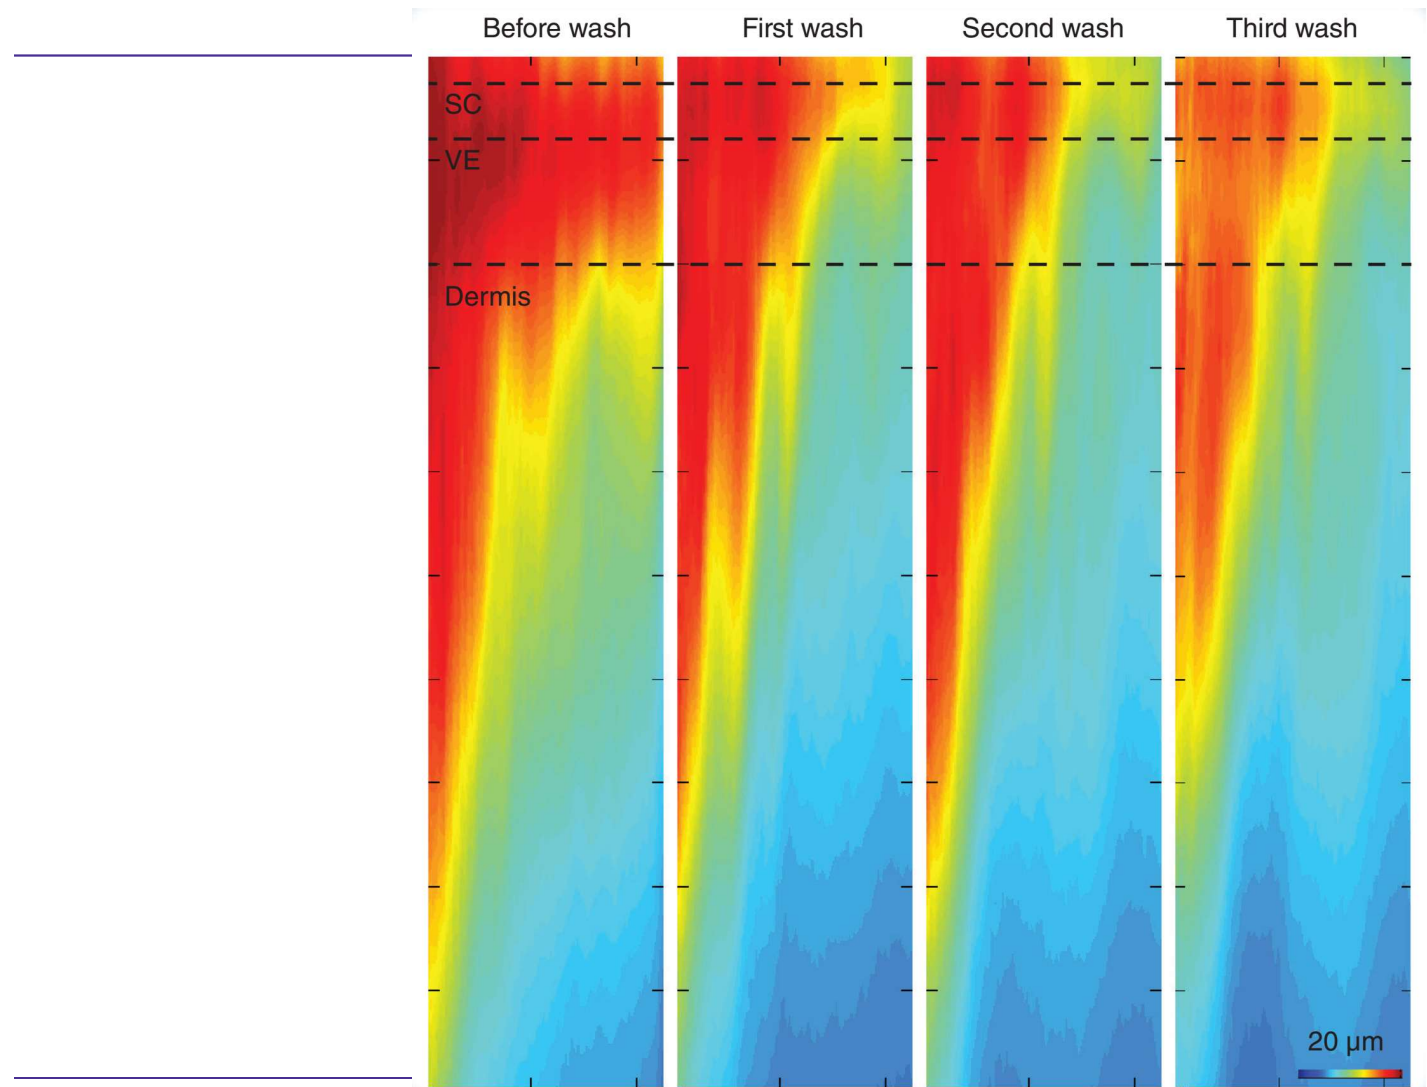 Before wash
First wash
Second wash
Third wash
SC
VE
Dermis
20 μm